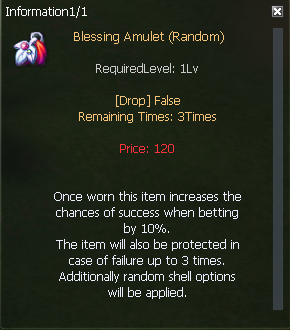 Information1/1
Blessing Amulet (Random)
RequiredLevel: 1Lv
[Drop] False
Remaining Times: 3Times
Price: 120
Once worn this item increases the
chances of success when betting
by 10%.
The item will also be protected in
case of failure up to 3 times.
Additionally random shell options
will be applied.